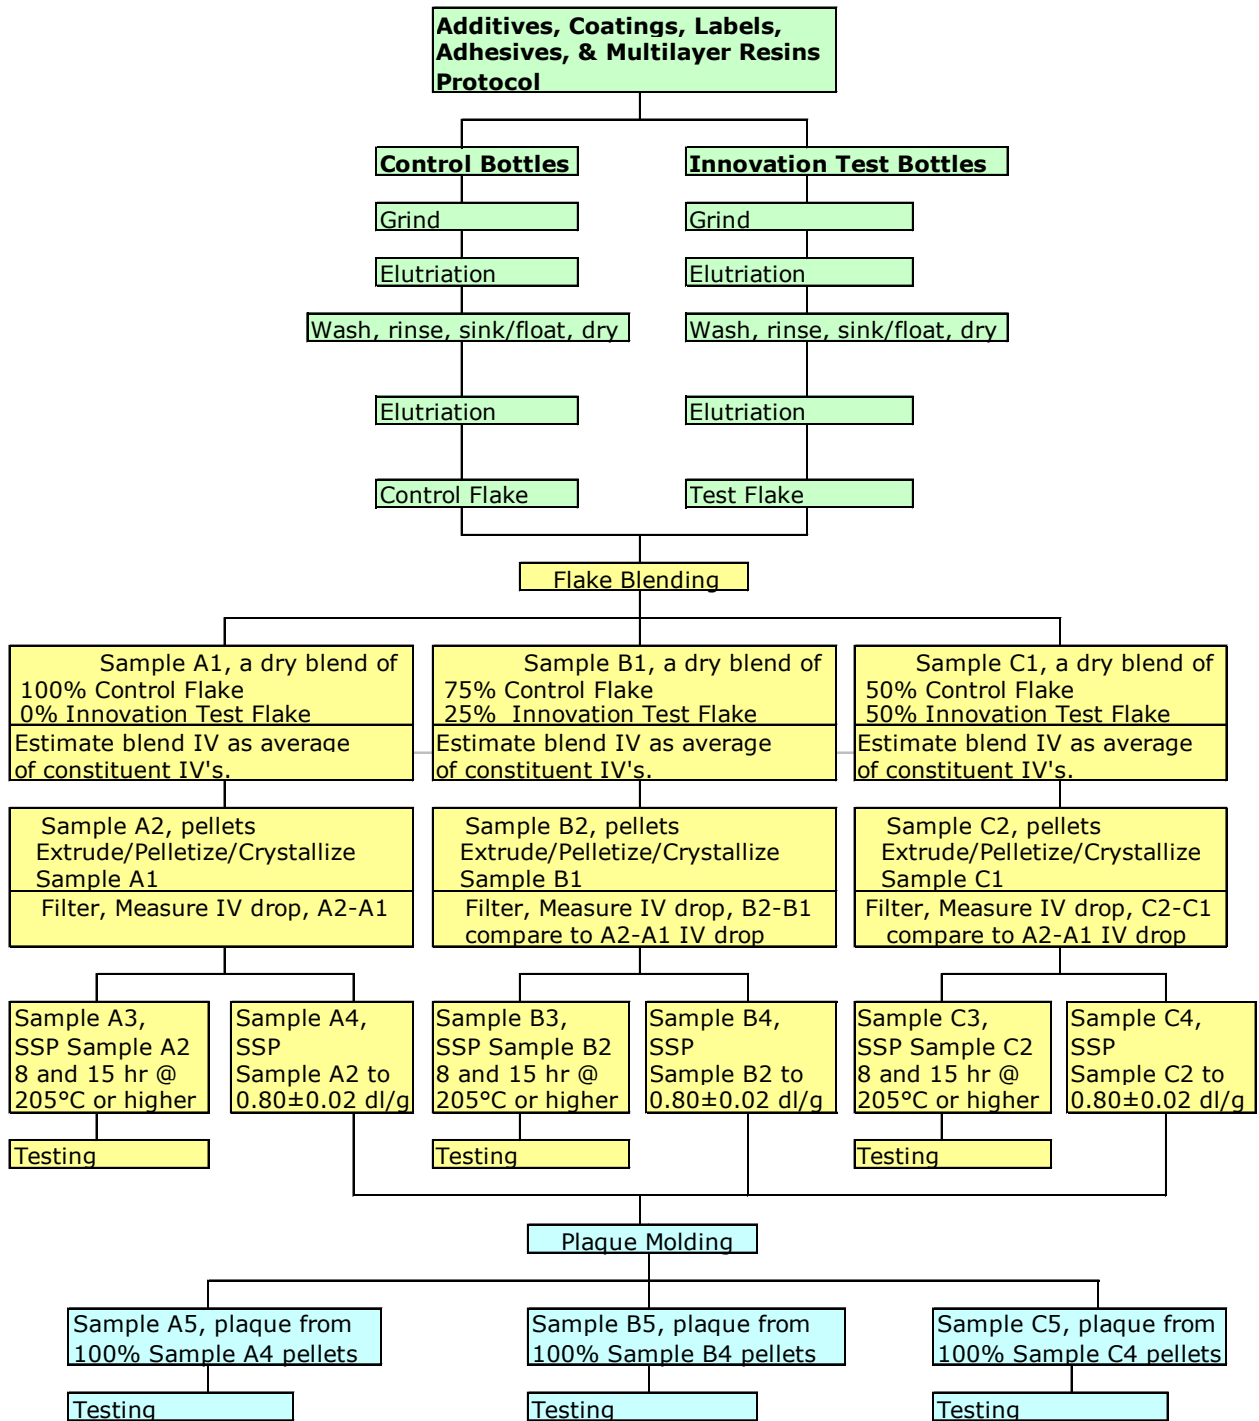 Additives, Coatings, Labels,
Adhesives, & Multilayer Resins
Protocol
Control Bottles
Innovation Test Bottles
Grind
Grind
Elutriation
Elutriation
Wash, rinse, sink/float, dry
Wash, rinse, sink/float, dry
Elutriation
Elutriation
Control Flake
Test Flake
Flake Blending
Sample A1, a dry blend of
100% Control Flake
0% Innovation Test Flake
Estimate blend IV as average
of constituent IV's.
Sample B1, a dry blend of
75% Control Flake
25% Innovation Test Flake
Estimate blend IV as average
of constituent IV's.
Sample C1, a dry blend of
50% Control Flake
50% Innovation Test Flake
Estimate blend IV as average
of constituent IV's.
Sample A2, pellets
Extrude/Pelletize/Crystallize
Sample A1
Filter, Measure IV drop, A2-A1
Sample B2, pellets
Extrude/Pelletize/Crystallize
Sample B1
Filter, Measure IV drop, B2-B1
compare to A2-A1 IV drop
Sample C2, pellets
Extrude/Pelletize/Crystallize
Sample C1
Filter, Measure IV drop, C2-C1
compare to A2-A1 IV drop
Sample A3,
SSP Sample A2
8 and 15 hr @
205°C or higher
Sample A4,
SSP
Sample A2 to
0.80±0.02 dl/g
Sample B3,
SSP Sample B2
8 and 15 hr @
205°C or higher
Sample B4,
SSP
Sample B2 to
0.80±0.02 dl/g
Sample C3,
SSP Sample C2
8 and 15 hr @
205°C or higher
Sample C4,
SSP
Sample C2 to
0.80±0.02 dl/g
Testing
Testing
Testing
Plaque Molding
Sample A5, plaque from
100% Sample A4 pellets
Sample B5, plaque from
100% Sample B4 pellets
Sample C5, plaque from
100% Sample C4 pellets
Testing
Testing
Testing